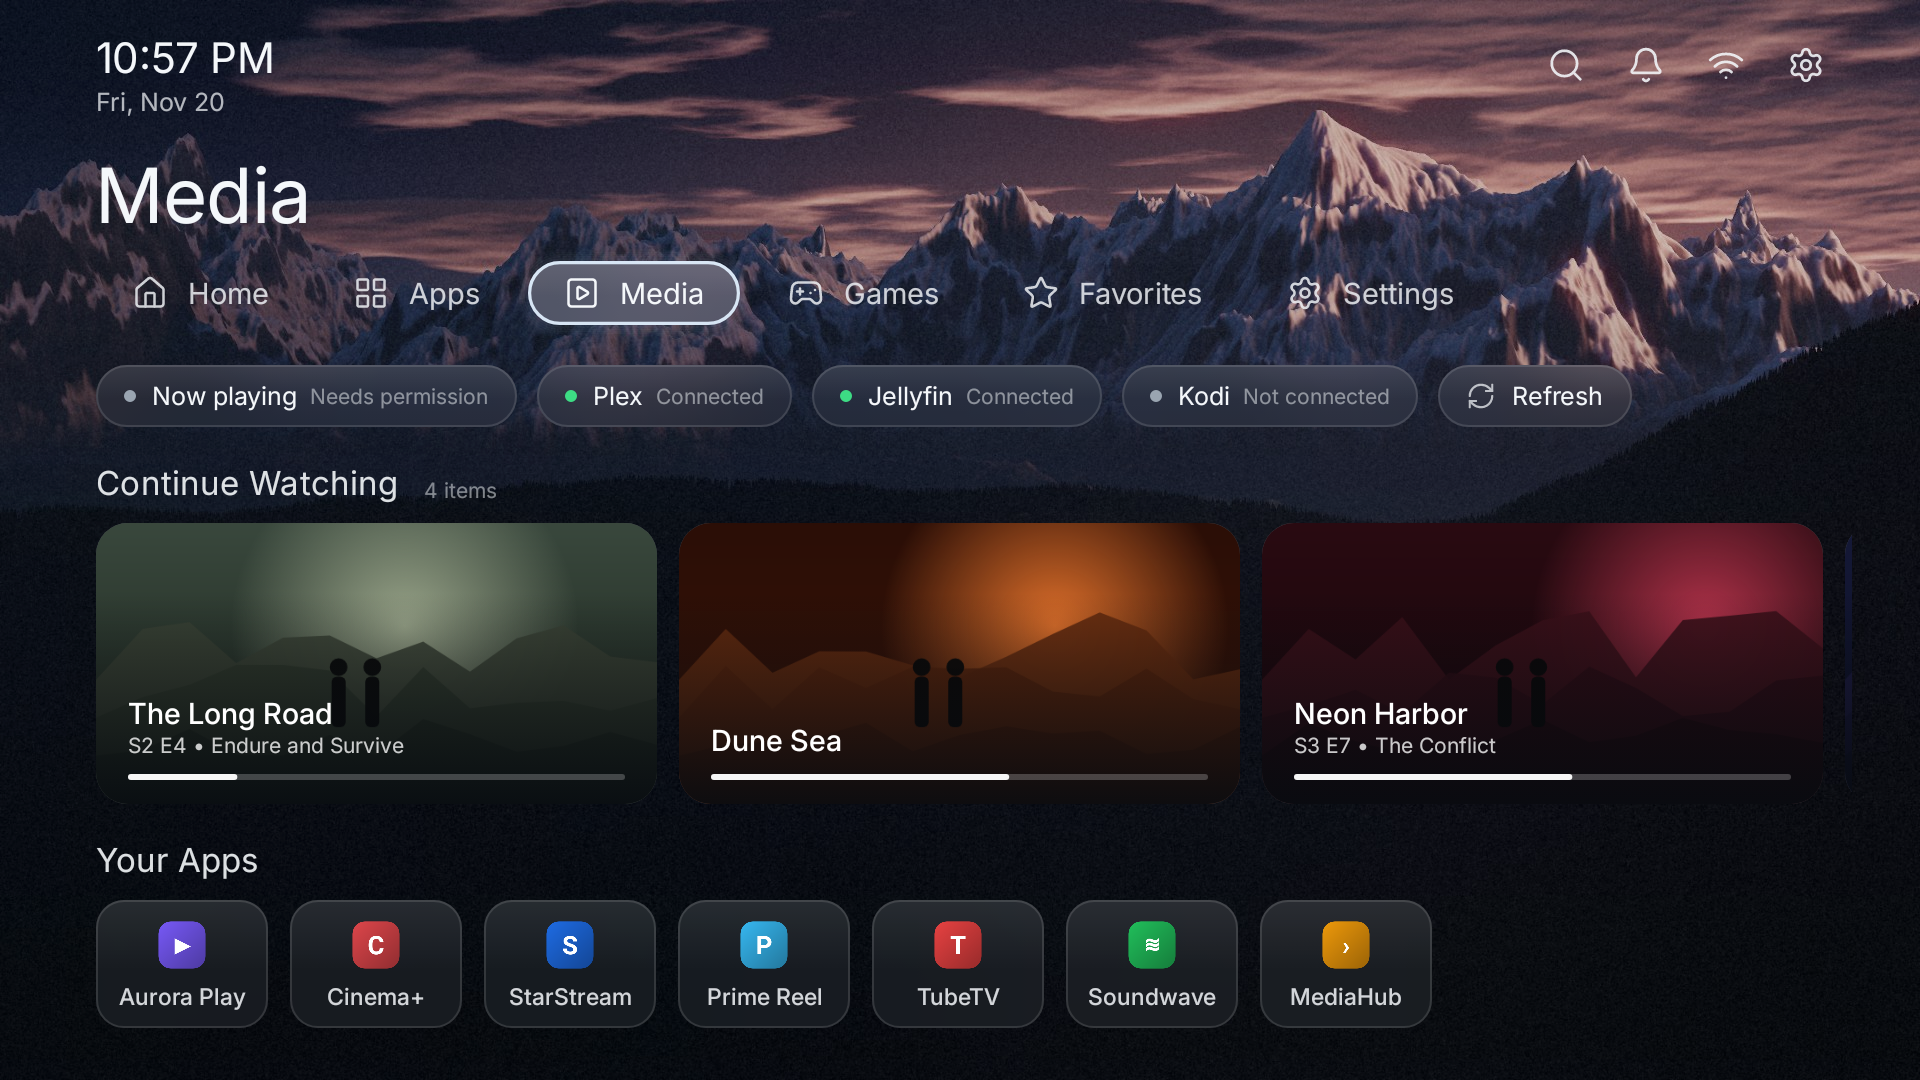 10:57 PM
Fri, Nov 20
Media
Home Apps Media Games Favorites Settings
Now playing Needs permission Plex Connected Jellyfin Connected Kodi Not connected Refresh
Continue Watching 4 items
The Long Road
S2 E4 • Endure and Survive
Dune Sea
Neon Harbor
S3 E7 • The Conflict
Your Apps
C S P T
Aurora Play Cinema+ StarStream Prime Reel TubeTV Soundwave MediaHub